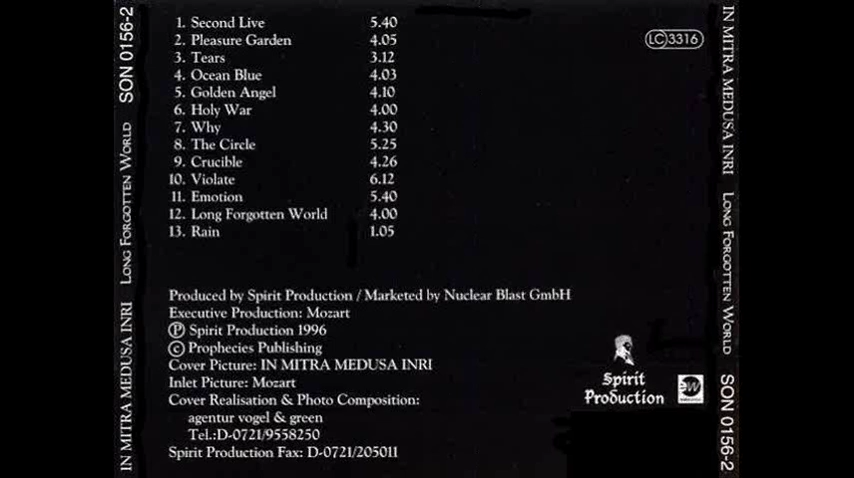 1. Second Live 5.40
2. Pleasure Garden 4.05
3. Tears 3.12
4. Ocean Blue 4.03
5. Golden Angel 4.10
6. Holy War 4.00
7. Why 4.30
8. The Circle 5.25
9. Crucible 4.26
10. Violate 6.12
11. Emotion 5.40
12. Long Forgotten World 4.00
13. Rain 1.05
LC 3316
Produced by Spirit Production / Marketed by Nuclear Blast GmbH
Executive Production: Mozart
Ⓟ Spirit Production 1996
© Prophecies Publishing
Cover Picture: IN MITRA MEDUSA INRI
Inlet Picture: Mozart
Cover Realisation & Photo Composition:
agentur vogel & green
Tel.:D-0721/9558250
Spirit Production Fax: D-0721/205011
Spirit
Production
EW
IN MITRA MEDUSA INRI Long Forgotten World SON 0156-2
IN MITRA MEDUSA INRI Long Forgotten World SON 0156-2